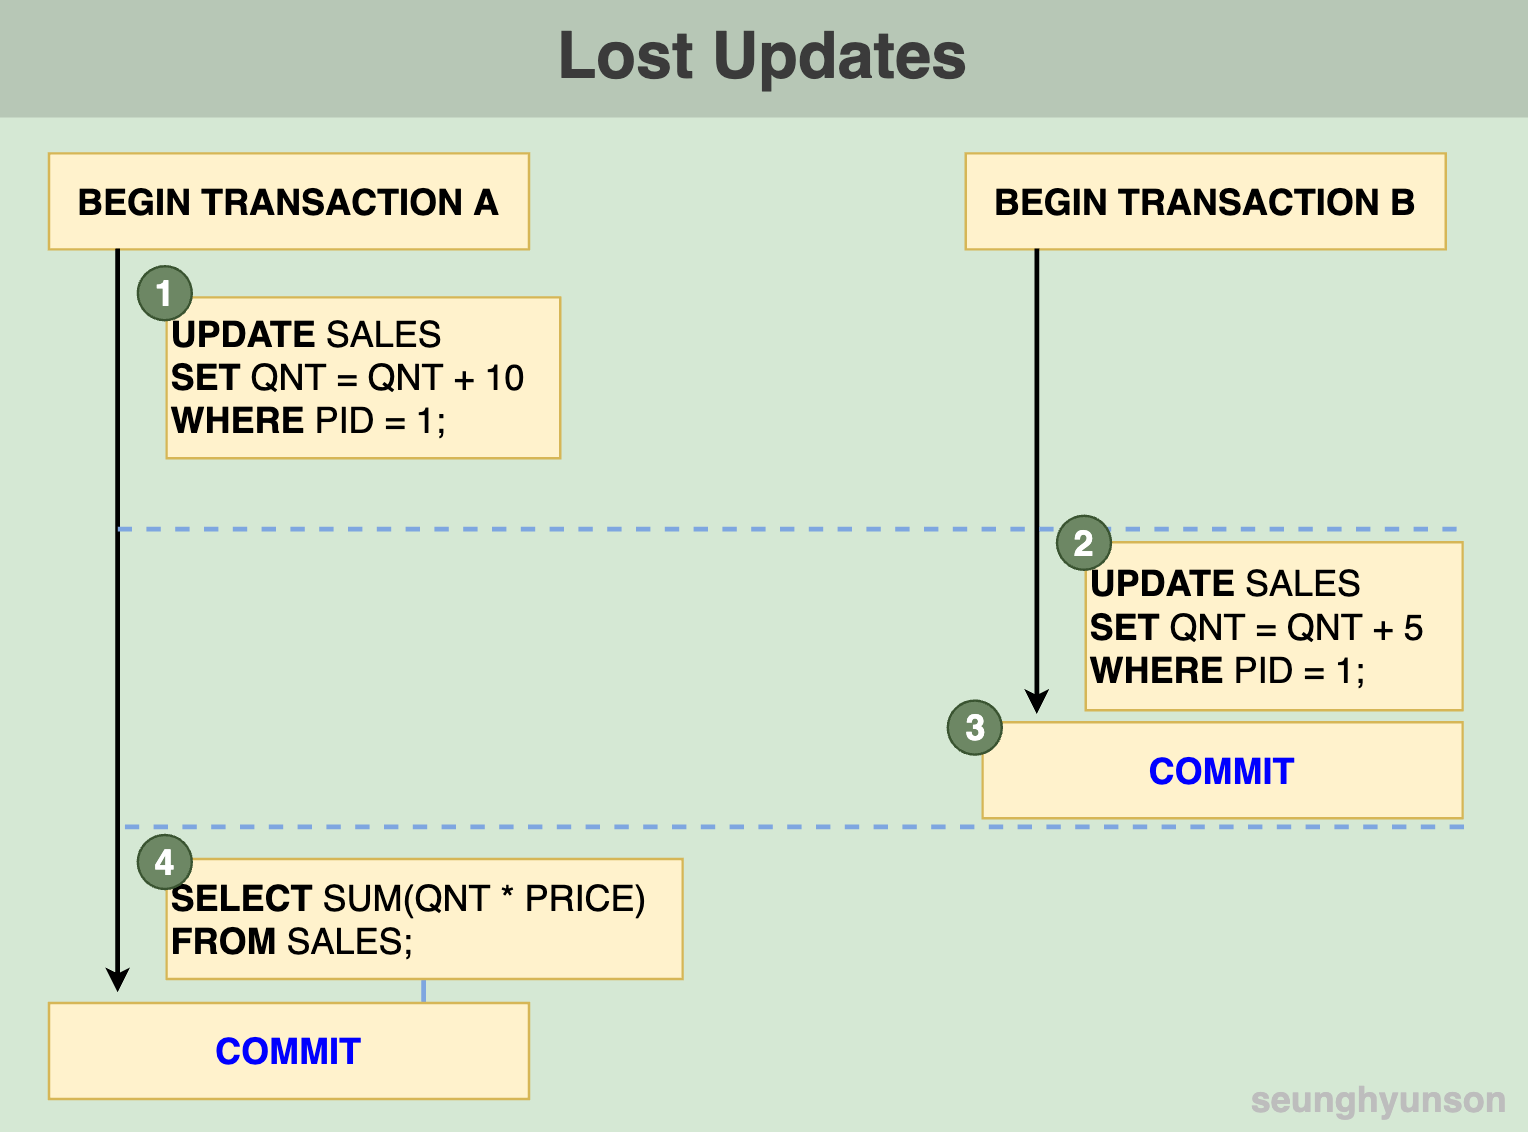 Lost Updates
BEGIN TRANSACTION A
BEGIN TRANSACTION B
1
UPDATE SALES
SET QNT = QNT + 10
WHERE PID = 1;
2
UPDATE SALES
SET QNT = QNT + 5
WHERE PID = 1;
3
COMMIT
4
SELECT SUM(QNT * PRICE)
FROM SALES;
COMMIT
seunghyunson